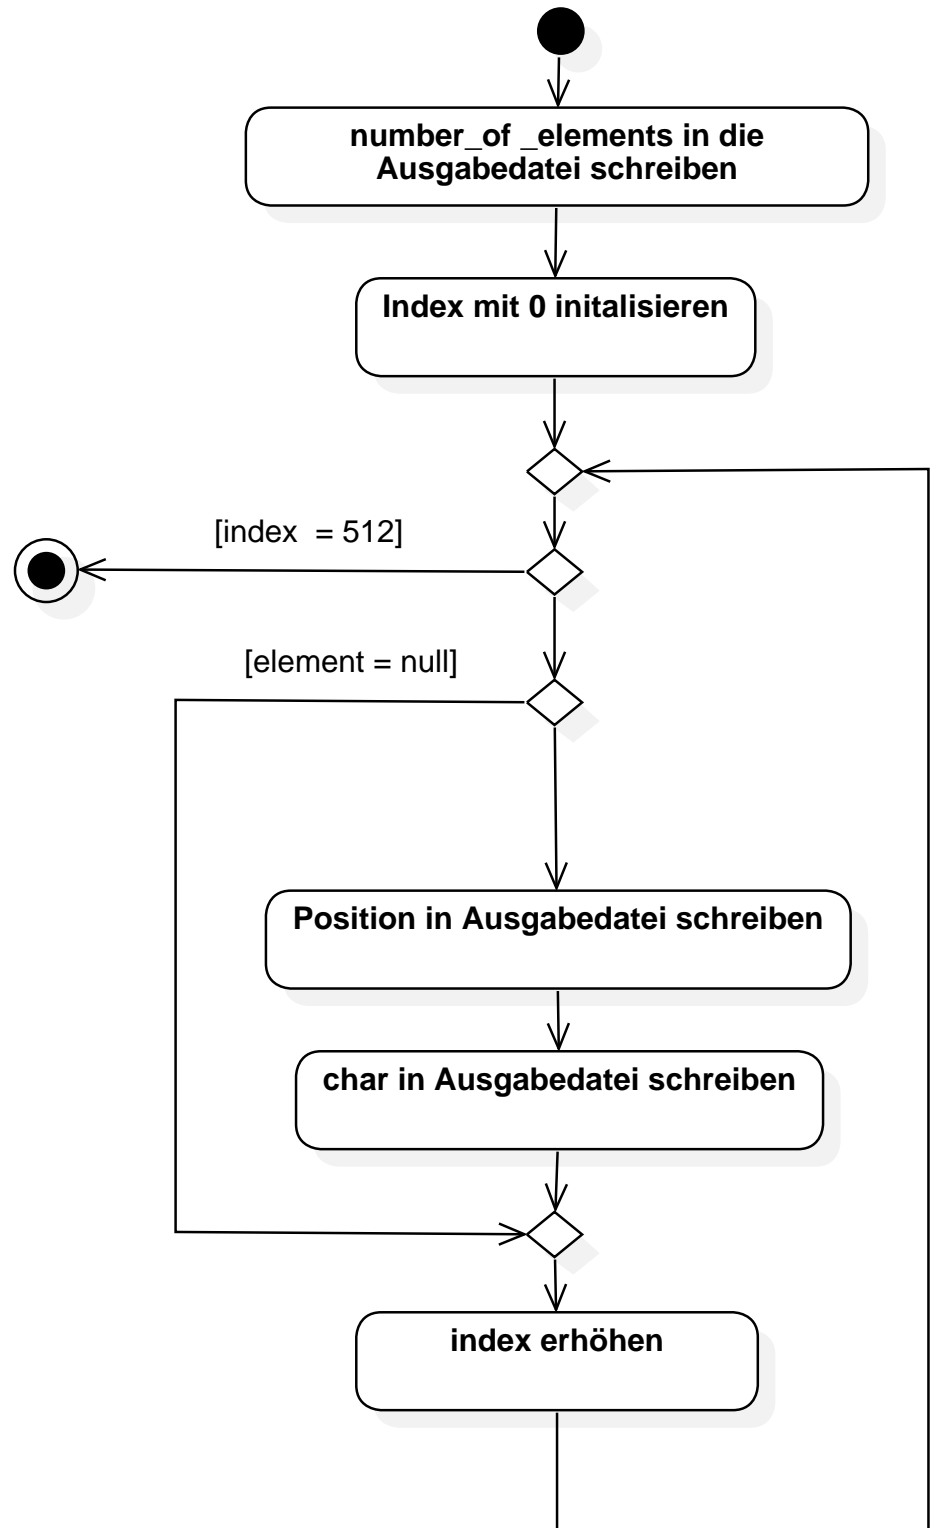 number_of _elements in die
Ausgabedatei schreiben
Index mit 0 initalisieren
[index  = 512]
[element = null]
Position in Ausgabedatei schreiben
char in Ausgabedatei schreiben
index erhöhen